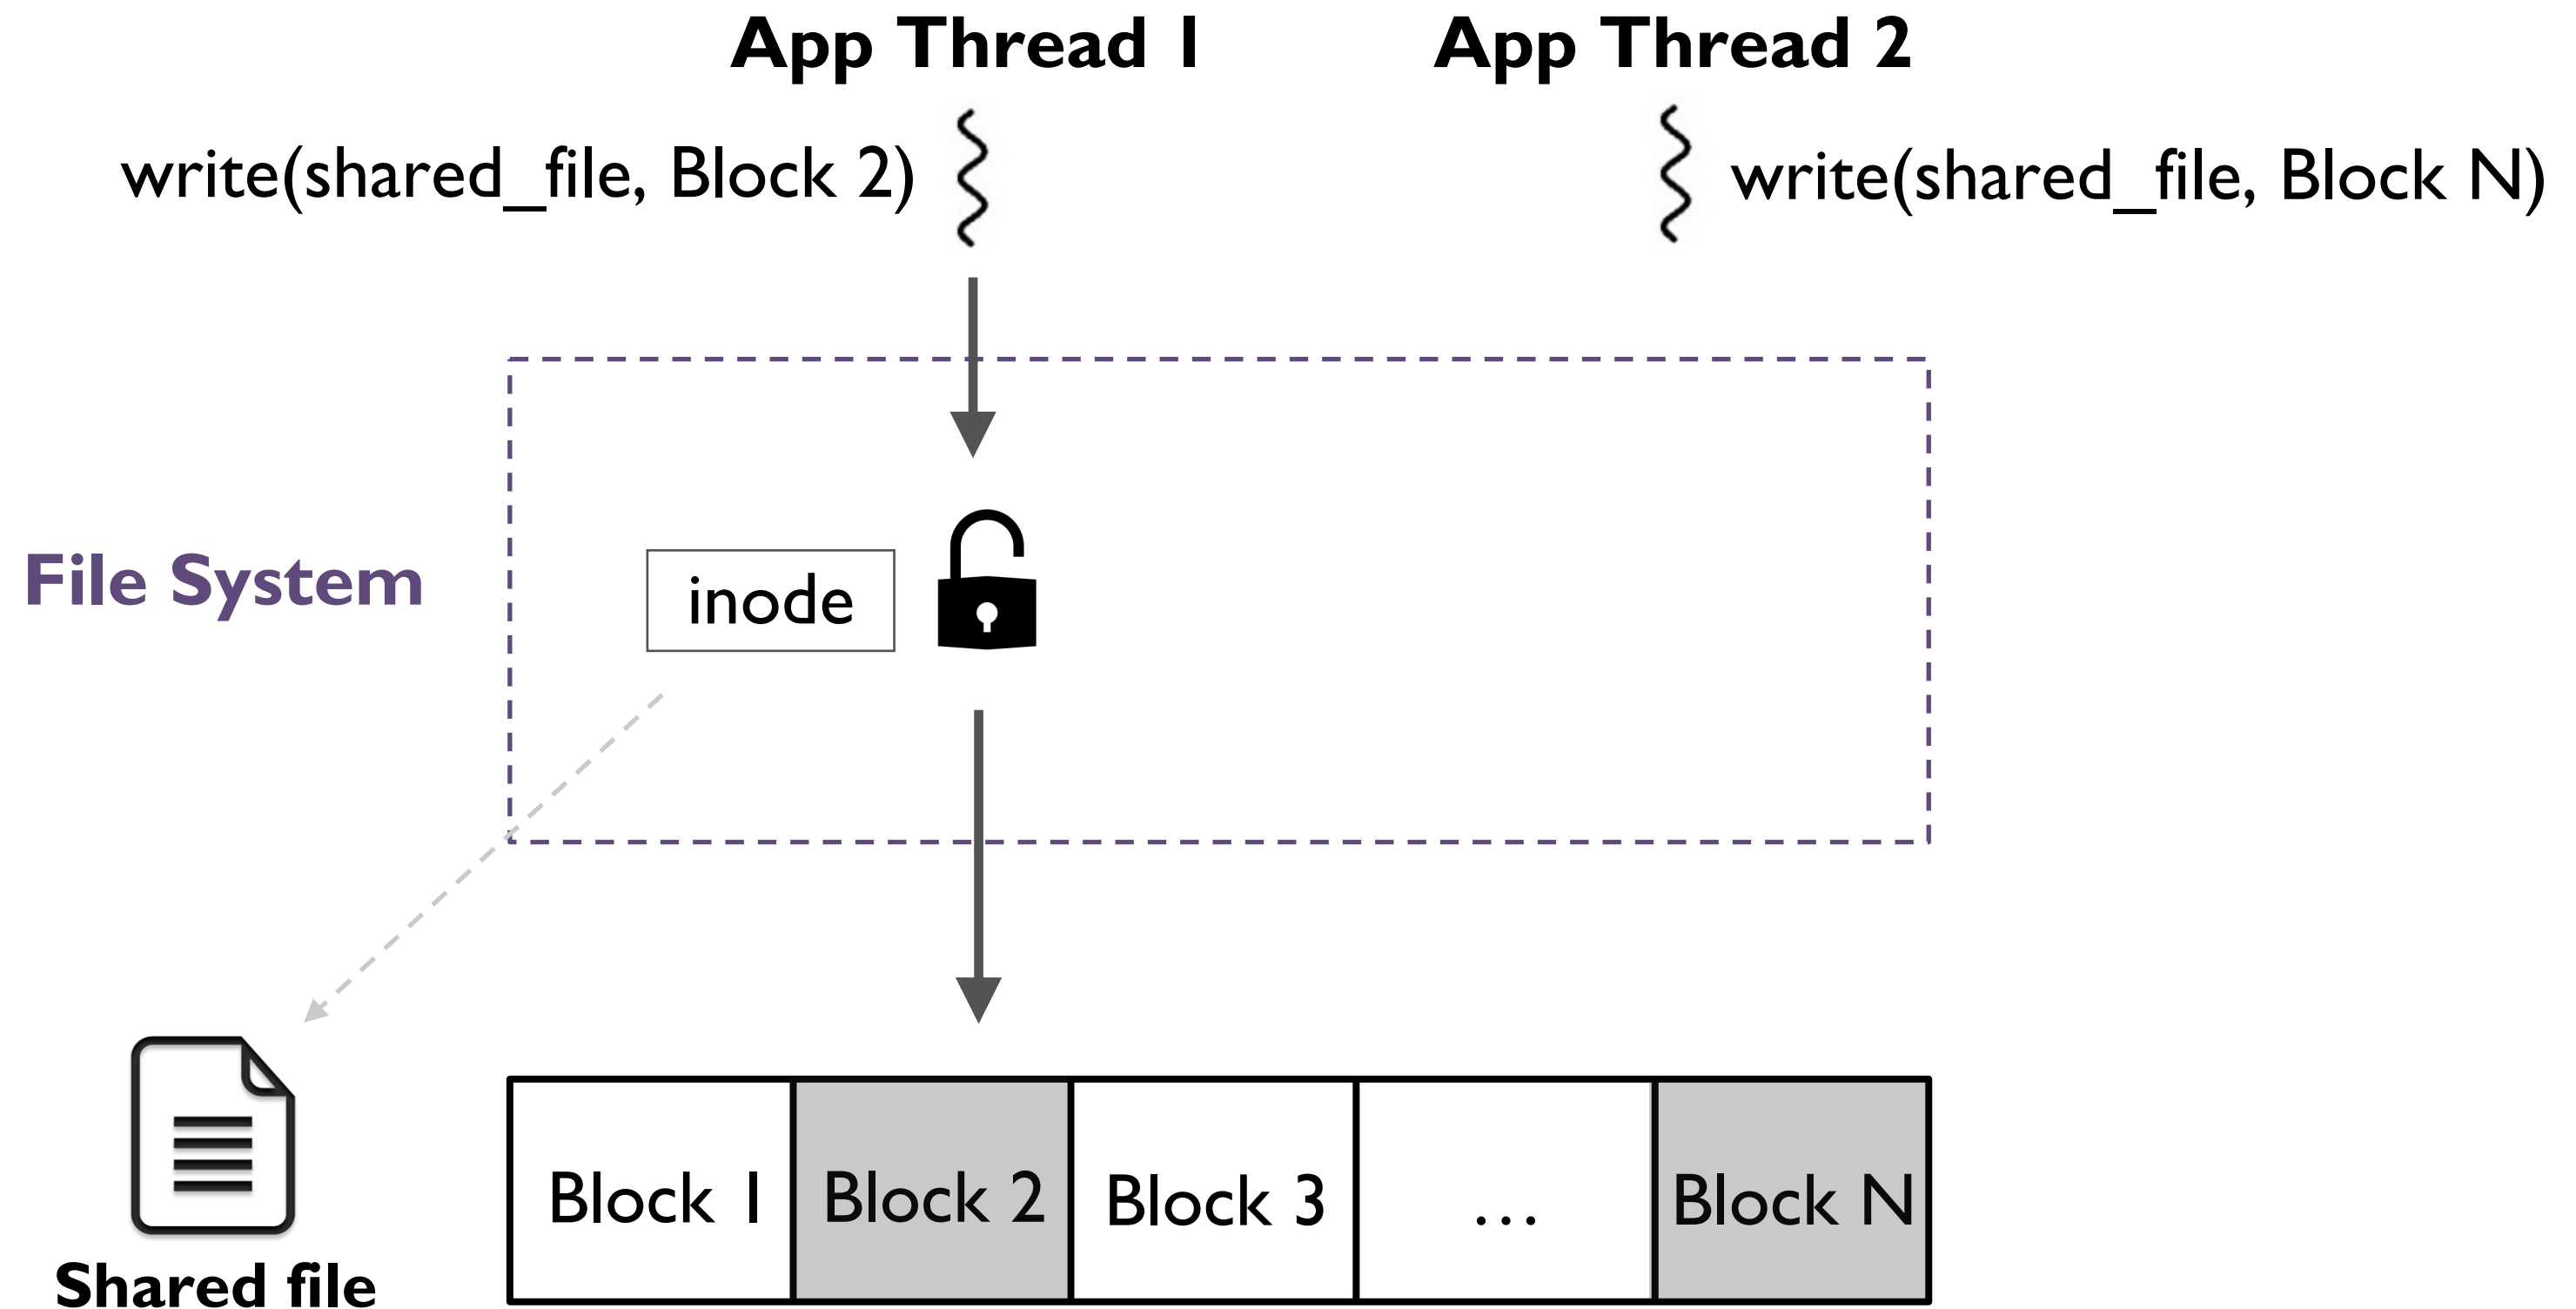 App Thread 1
App Thread 2
write(shared_file, Block 2)
write(shared_file, Block N)
File System
inode
Block 1
Block 2
Block 3
...
Block N
Shared file